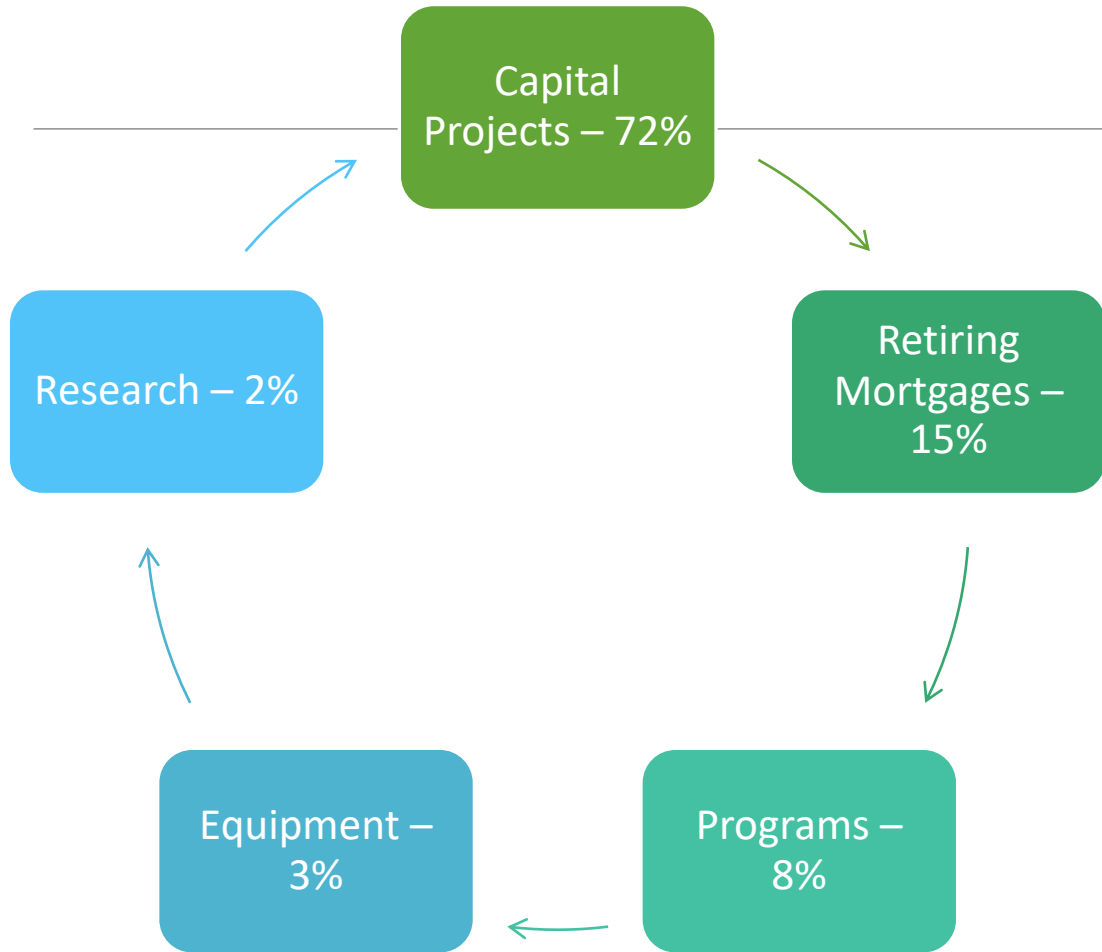 Capital
Projects – 72%
Retiring
Mortgages –
15%
Programs –
8%
Equipment –
3%
Research – 2%